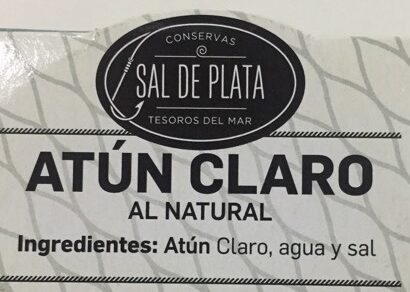 CONSERVAS
SAL DE PLATA
TESOROS DEL MAR
ATÚN CLARO
AL NATURAL
Ingredientes: Atún Claro, agua y sal